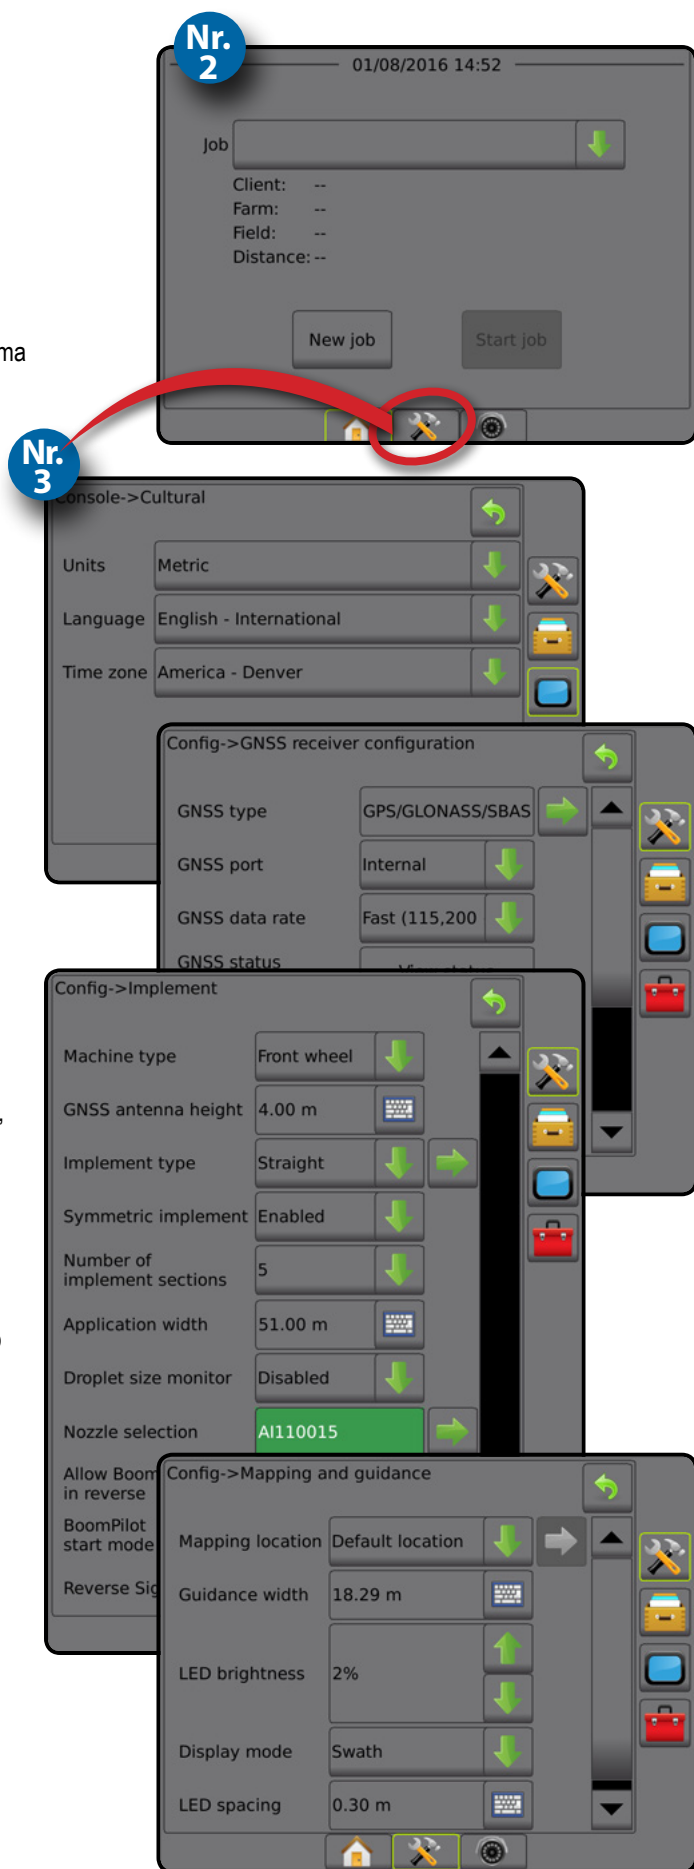 Nr.
2
01/08/2016 14:52
Job
Client: --
Farm: --
Field: --
Distance: --
New job
Start job
ma
Nr.
3
Console->Cultural
Units Metric
Language English - International
Time zone America - Denver
Config->GNSS receiver configuration
GNSS type GPS/GLONASS/SBAS
GNSS port Internal
GNSS data rate Fast (115,200
GNSS status
Config->Implement
Machine type Front wheel
GNSS antenna height 4.00 m
,
Implement type Straight
Symmetric implement Enabled
Number of
implement sections 5
Application width 51.00 m
Droplet size monitor Disabled
Nozzle selection AI110015
Allow Boom
in reverse
BoomPilot
start mode
Reverse Sig
Config->Mapping and guidance
Mapping location Default location
Guidance width 18.29 m
LED brightness 2%
Display mode Swath
LED spacing 0.30 m